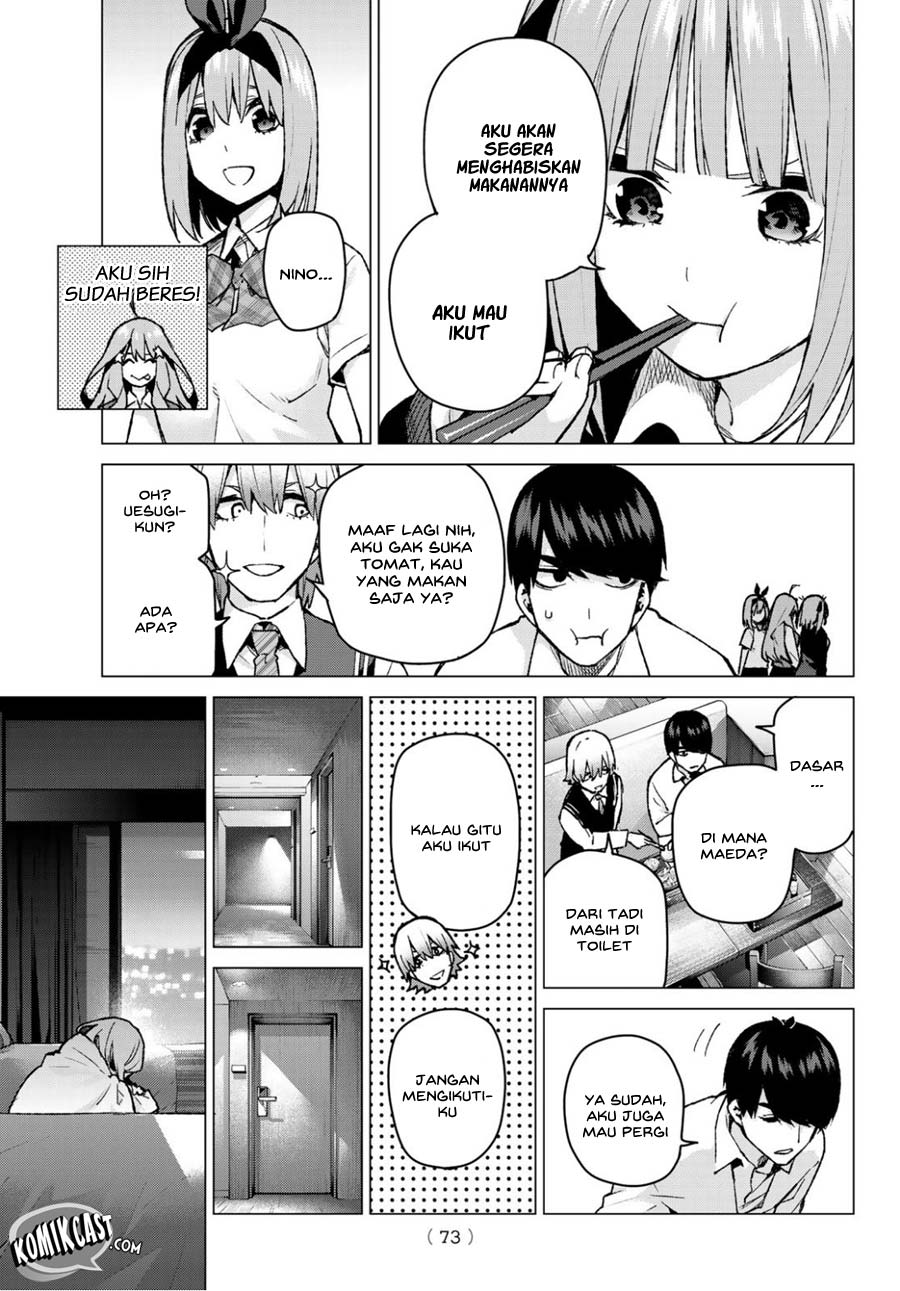 AKU AKAN
SEGERA
MENGHABISKAN
MAKANANNYA
AKU MAU
IKUT
NINO...
AKU SIH
SUDAH BERES!
MAAF LAGI NIH,
AKU GAK SUKA
TOMAT, KAU
YANG MAKAN
SAJA YA?
OH?
UESUGI-
KUN?
ADA
APA?
DASAR
...
DI MANA
MAEDA?
DARI TADI
MASIH DI
TOILET
YA SUDAH,
AKU JUGA
MAU PERGI
KALAU GITU
AKU IKUT
JANGAN
MENGIKUTI-
KU
KOMIKCAST.COM
( 73 )